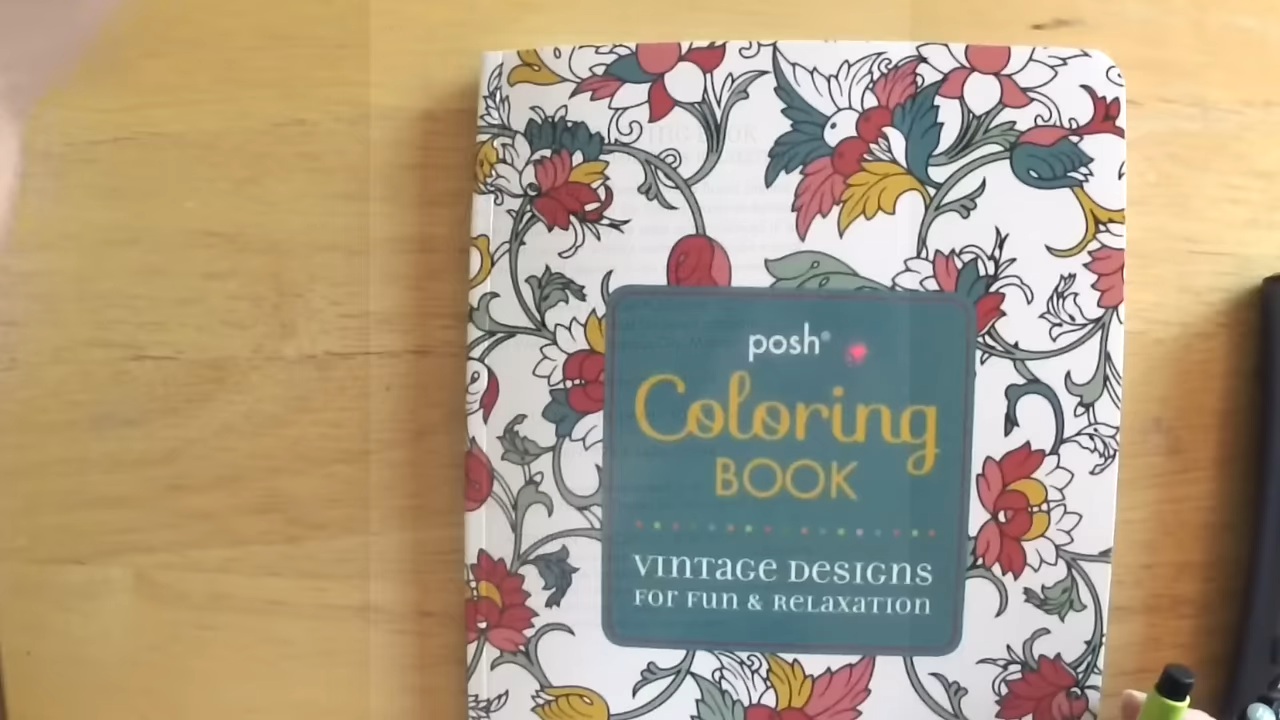 posh®
Coloring
BOOK
VINTAGE DESIGNS
FOR FUN & RELAXATION